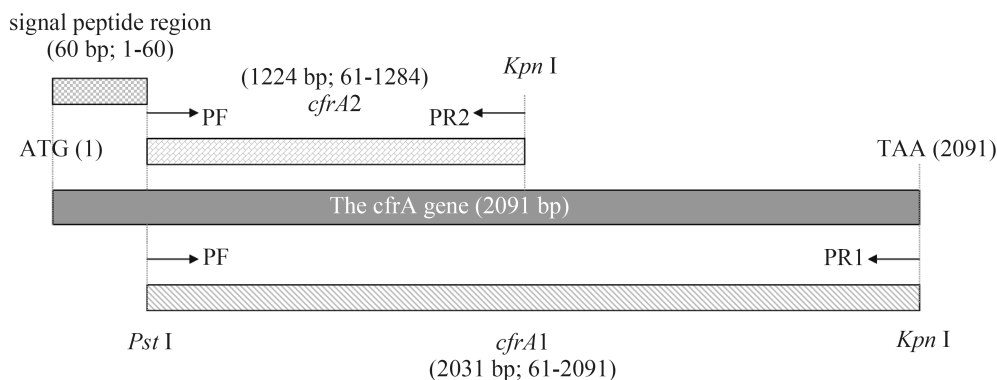 signal peptide region
(60 bp; 1-60)
(1224 bp; 61-1284)
cfrA2
Kpn I
PF
PR2
ATG (1)
TAA (2091)
The cfrA gene (2091 bp)
PF
PR1
Pst I
cfrA1
(2031 bp; 61-2091)
Kpn I